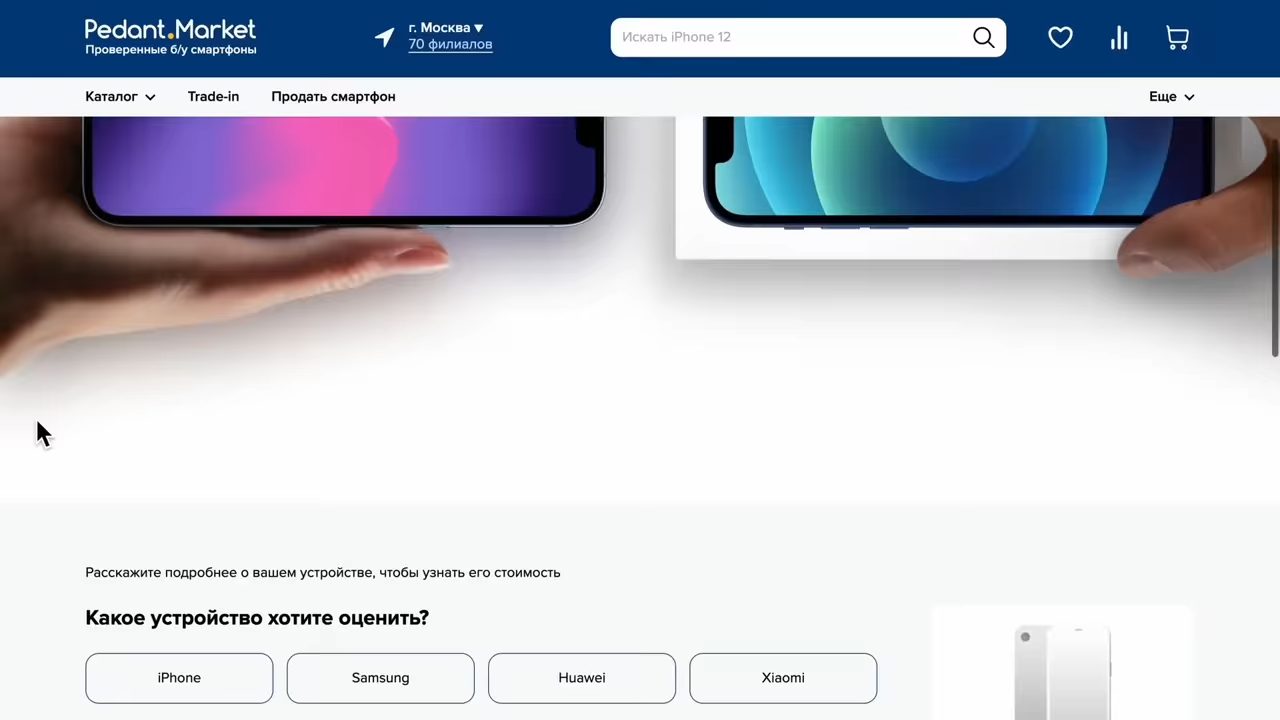 Pedant.Market
Проверенные б/у смартфоны
г. Москва ▼
70 филиалов
Искать iPhone 12
Каталог
Trade-in
Продать смартфон
Еще
Расскажите подробнее о вашем устройстве, чтобы узнать его стоимость
Какое устройство хотите оценить?
iPhone
Samsung
Huawei
Xiaomi